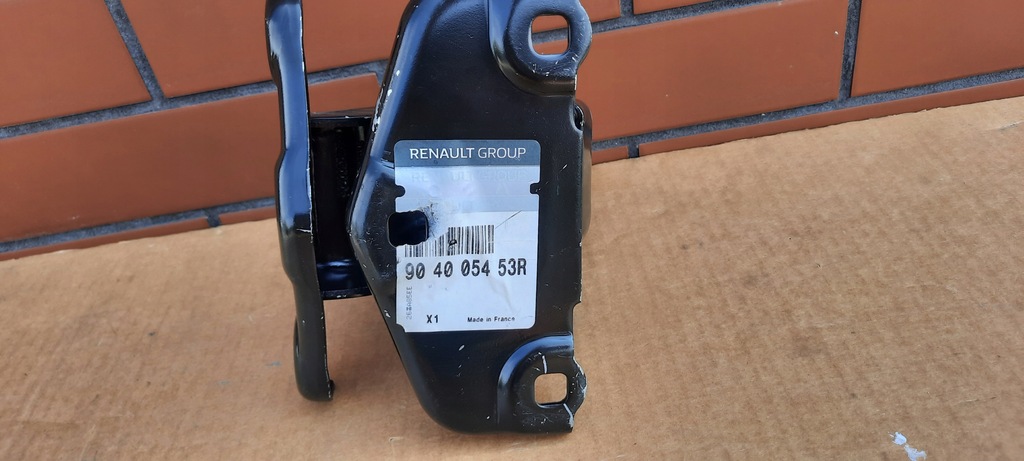 RENAULT GROUP
90 40 054 53R
X1 Made in France